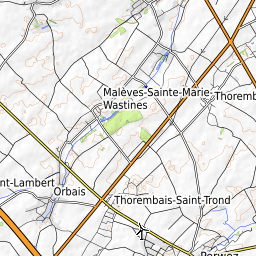 Malèves-Sainte-Marie-
Wastines
Thoremb
nt-Lambert
Orbais
Thorembais-Saint-Trond
Perwez